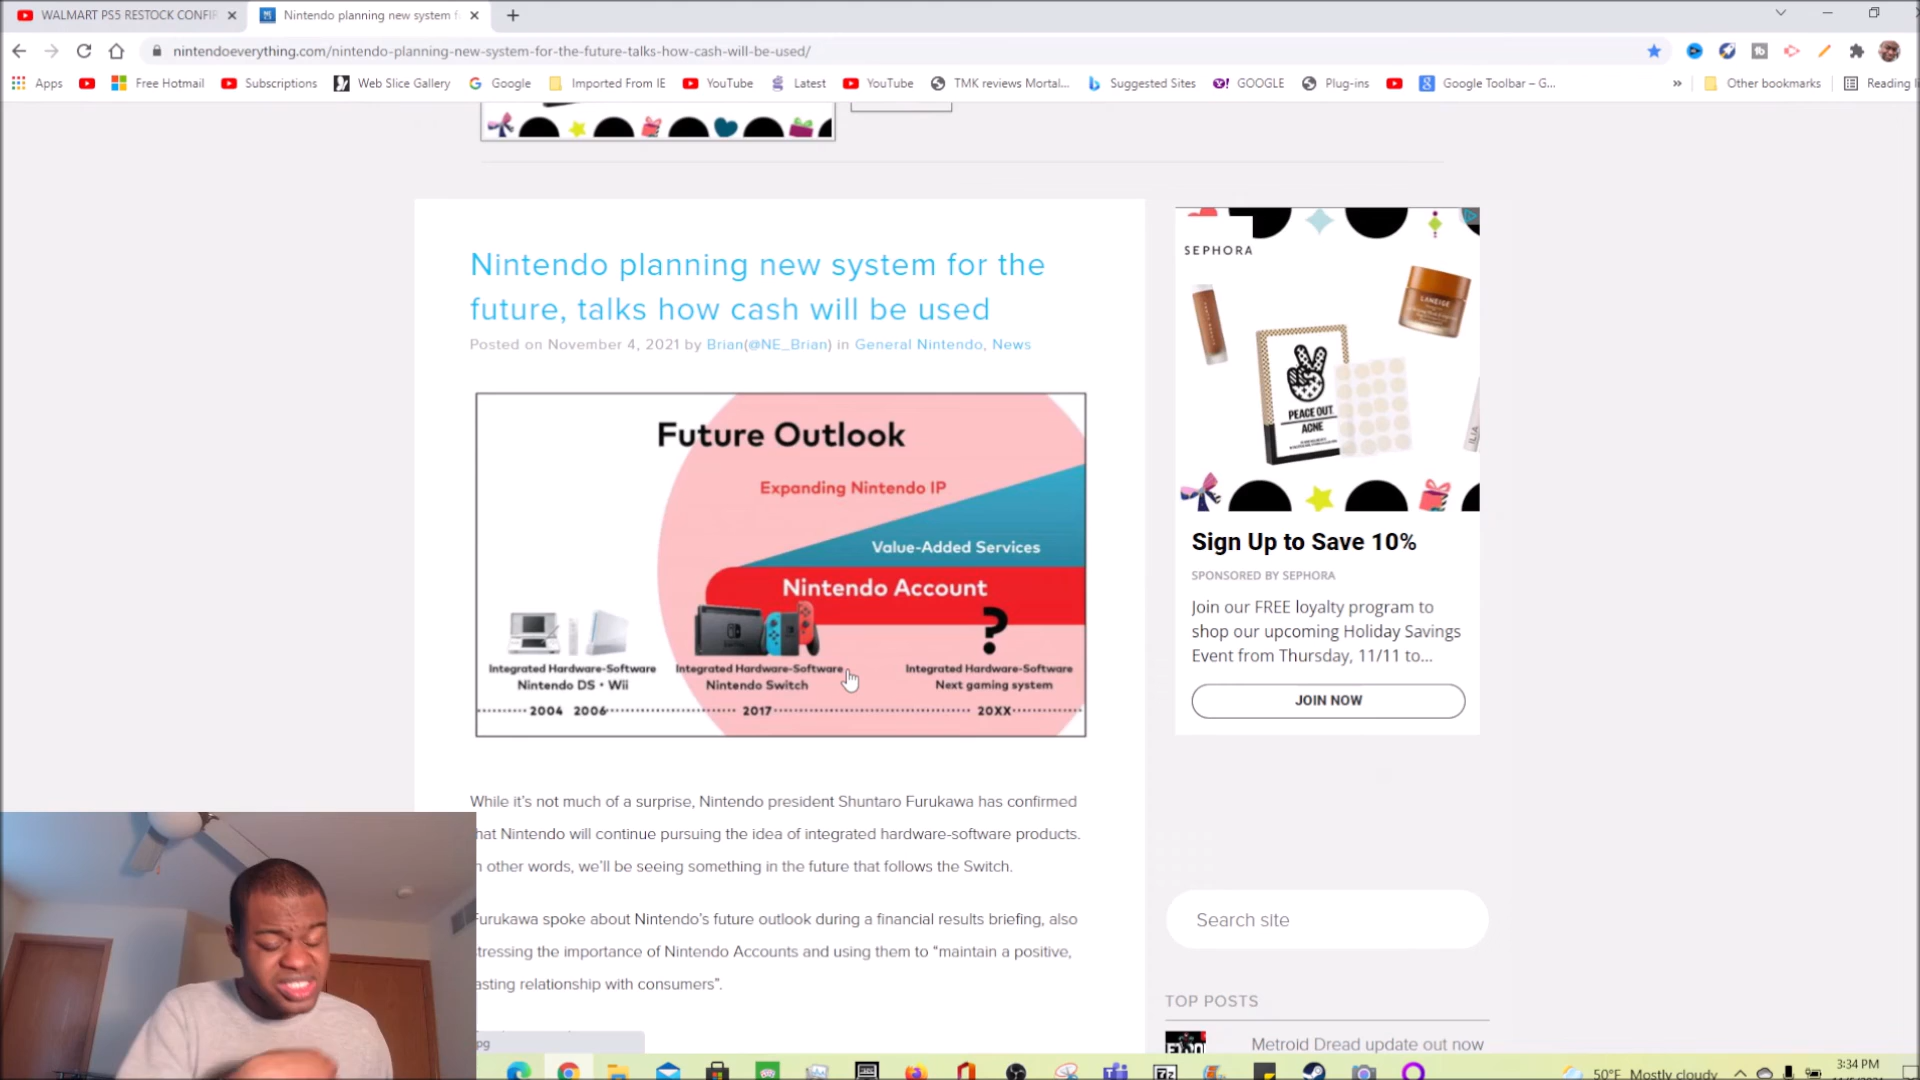 WALMART PS5 RESTOCK CONFIR
Nintendo planning new system f
nintendoeverything.com/nintendo-planning-new-system-for-the-future-talks-how-cash-will-be-used/
Apps Free Hotmail Subscriptions Web Slice Gallery Google Imported From IE YouTube Latest YouTube TMK reviews Mortal... Suggested Sites GOOGLE Plug-ins Google Toolbar – G... » Other bookmarks Reading
Nintendo planning new system for the
future, talks how cash will be used
Posted on November 4, 2021 by Brian(@NE_Brian) in General Nintendo, News
Future Outlook
Expanding Nintendo IP
Value-Added Services
Nintendo Account
?
Integrated Hardware-Software
Nintendo DS • Wii
Integrated Hardware-Software
Nintendo Switch
Integrated Hardware-Software
Next gaming system
2004 2006 2017 20XX
While it's not much of a surprise, Nintendo president Shuntaro Furukawa has confirmed
hat Nintendo will continue pursuing the idea of integrated hardware-software products.
n other words, we'll be seeing something in the future that follows the Switch.
Furukawa spoke about Nintendo's future outlook during a financial results briefing, also
tressing the importance of Nintendo Accounts and using them to “maintain a positive,
asting relationship with consumers”.
pg
SEPHORA
LANEIGE
PEACE OUT
ACNE
ILIA
Sign Up to Save 10%
SPONSORED BY SEPHORA
Join our FREE loyalty program to
shop our upcoming Holiday Savings
Event from Thursday, 11/11 to...
JOIN NOW
Search site
TOP POSTS
Metroid Dread update out now
50°F Mostly cloudy
3:34 PM